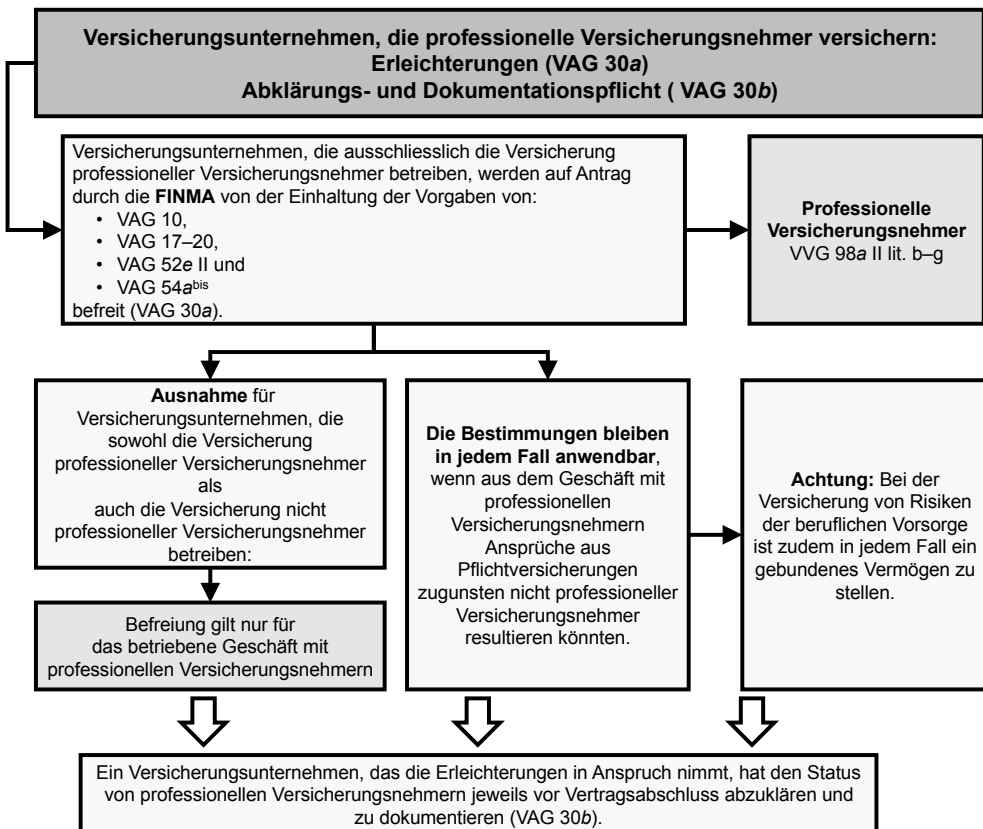 Versicherungsunternehmen, die professionelle Versicherungsnehmer versichern:
Erleichterungen (VAG 30a)
Abklärungs- und Dokumentationspflicht ( VAG 30b)
Versicherungsunternehmen, die ausschliesslich die Versicherung
professioneller Versicherungsnehmer betreiben, werden auf Antrag
durch die FINMA von der Einhaltung der Vorgaben von:
• VAG 10,
• VAG 17–20,
• VAG 52e II und
• VAG 54a^bis
befreit (VAG 30a).
Professionelle
Versicherungsnehmer
VVG 98a II lit. b–g
Ausnahme für
Versicherungsunternehmen, die
sowohl die Versicherung
professioneller Versicherungsnehmer
als
auch die Versicherung nicht
professioneller Versicherungsnehmer
betreiben:
Befreiung gilt nur für
das betriebene Geschäft mit
professionellen Versicherungsnehmern
Die Bestimmungen bleiben
in jedem Fall anwendbar,
wenn aus dem Geschäft mit
professionellen
Versicherungsnehmern
Ansprüche aus
Pflichtversicherungen
zugunsten nicht professioneller
Versicherungsnehmer
resultieren könnten.
Achtung: Bei der
Versicherung von Risiken
der beruflichen Vorsorge
ist zudem in jedem Fall ein
gebundenes Vermögen zu
stellen.
Ein Versicherungsunternehmen, das die Erleichterungen in Anspruch nimmt, hat den Status
von professionellen Versicherungsnehmern jeweils vor Vertragsabschluss abzuklären und
zu dokumentieren (VAG 30b).